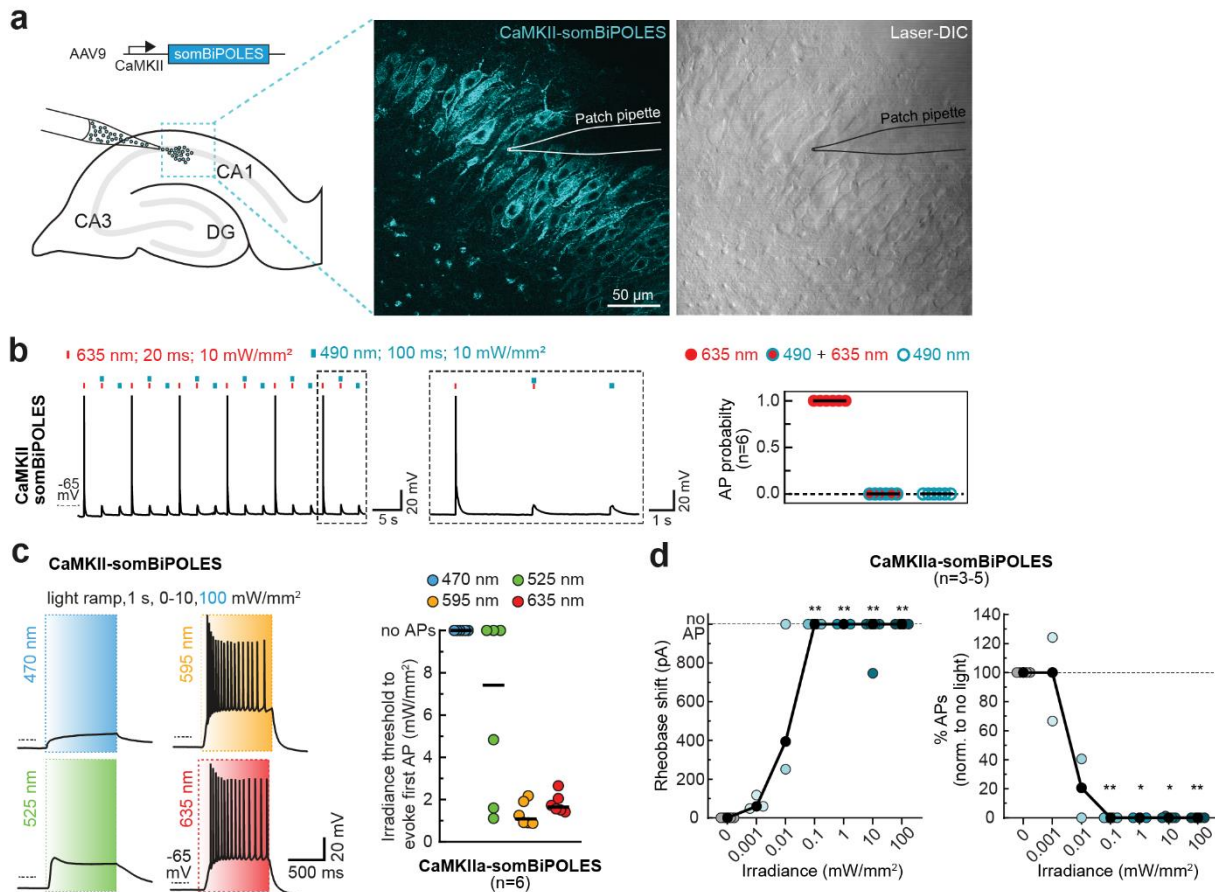 a
AAV9
CaMKII
somBiPOLES
CA1
CA3
DG
CaMKII-somBiPOLES
Patch pipette
50 µm
Laser-DIC
Patch pipette
b
635 nm; 20 ms; 10 mW/mm²
490 nm; 100 ms; 10 mW/mm²
CaMKII
somBiPOLES
-65
mV
5 s
20 mV
1 s
20 mV
635 nm 490 + 635 nm 490 nm
AP probabilty
(n=6)
1.0
0.5
0.0
c
CaMKII-somBiPOLES
light ramp,1 s, 0-10,100 mW/mm²
470 nm
595 nm
525 nm
635 nm
-65
mV
20 mV
500 ms
470 nm 525 nm
595 nm 635 nm
no APs
8
6
4
2
0
Irradiance threshold to
evoke first AP (mW/mm²)
CaMKIIa-somBiPOLES
(n=6)
d
CaMKIIa-somBiPOLES
(n=3-5)
no
AP
800
600
400
200
0
Rheobase shift (pA)
** ** ** **
0 0.001 0.01 0.1 1 10 100
Irradiance (mW/mm²)
140
120
100
80
60
40
20
0
% APs
(norm. to no light)
** * * **
0 0.001 0.01 0.1 1 10 100
Irradiance (mW/mm²)